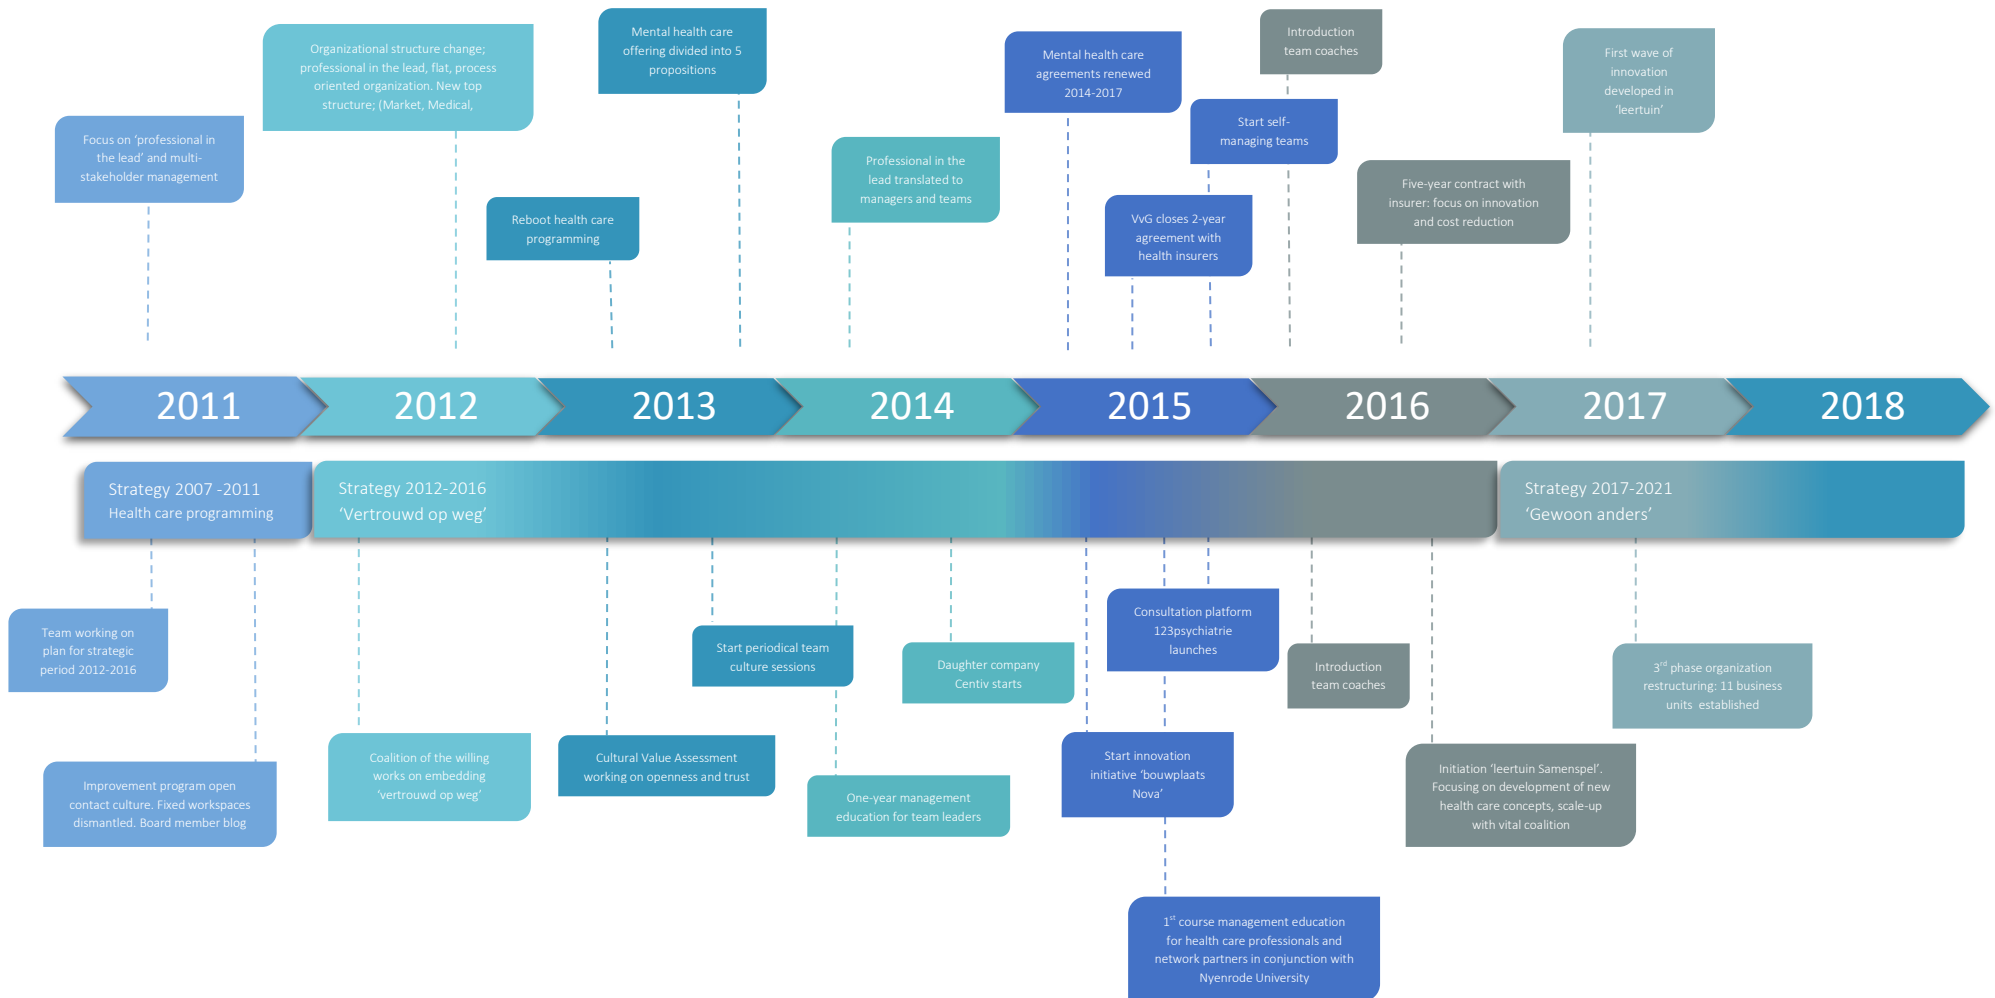 Focus on ‘professional in
the lead’ and multi-
stakeholder management
Organizational structure change;
professional in the lead, flat, process
oriented organization. New top
structure; (Market, Medical,
Reboot health care
programming
Mental health care
offering divided into 5
propositions
Professional in the
lead translated to
managers and teams
Mental health care
agreements renewed
2014-2017
VvG closes 2-year
agreement with
health insurers
Start self-
managing teams
Introduction
team coaches
Five-year contract with
insurer: focus on innovation
and cost reduction
First wave of
innovation
developed in
‘leertuin’
2011
2012
2013
2014
2015
2016
2017
2018
Strategy 2007 -2011
Health care programming
Strategy 2012-2016
‘Vertrouwd op weg’
Strategy 2017-2021
‘Gewoon anders’
Team working on
plan for strategic
period 2012-2016
Improvement program open
contact culture. Fixed workspaces
dismantled. Board member blog
Coalition of the willing
works on embedding
‘vertrouwd op weg’
Cultural Value Assessment
working on openness and trust
Start periodical team
culture sessions
One-year management
education for team leaders
Daughter company
Centiv starts
Start innovation
initiative ‘bouwplaats
Nova’
Consultation platform
123psychiatrie
launches
1st course management education
for health care professionals and
network partners in conjunction with
Nyenrode University
Introduction
team coaches
Initiation ‘leertuin Samenspel’.
Focusing on development of new
health care concepts, scale-up
with vital coalition
3rd phase organization
restructuring: 11 business
units established